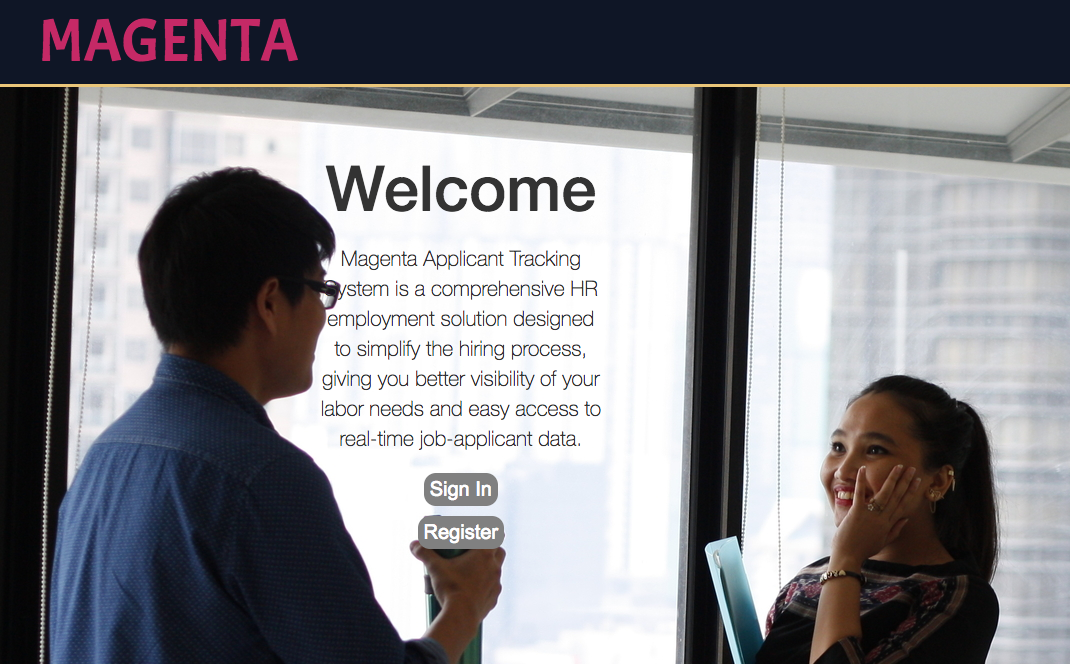 MAGENTA
Welcome
Magenta Applicant Tracking
System is a comprehensive HR
employment solution designed
to simplify the hiring process,
giving you better visibility of your
labor needs and easy access to
real-time job-applicant data.
Sign In
Register